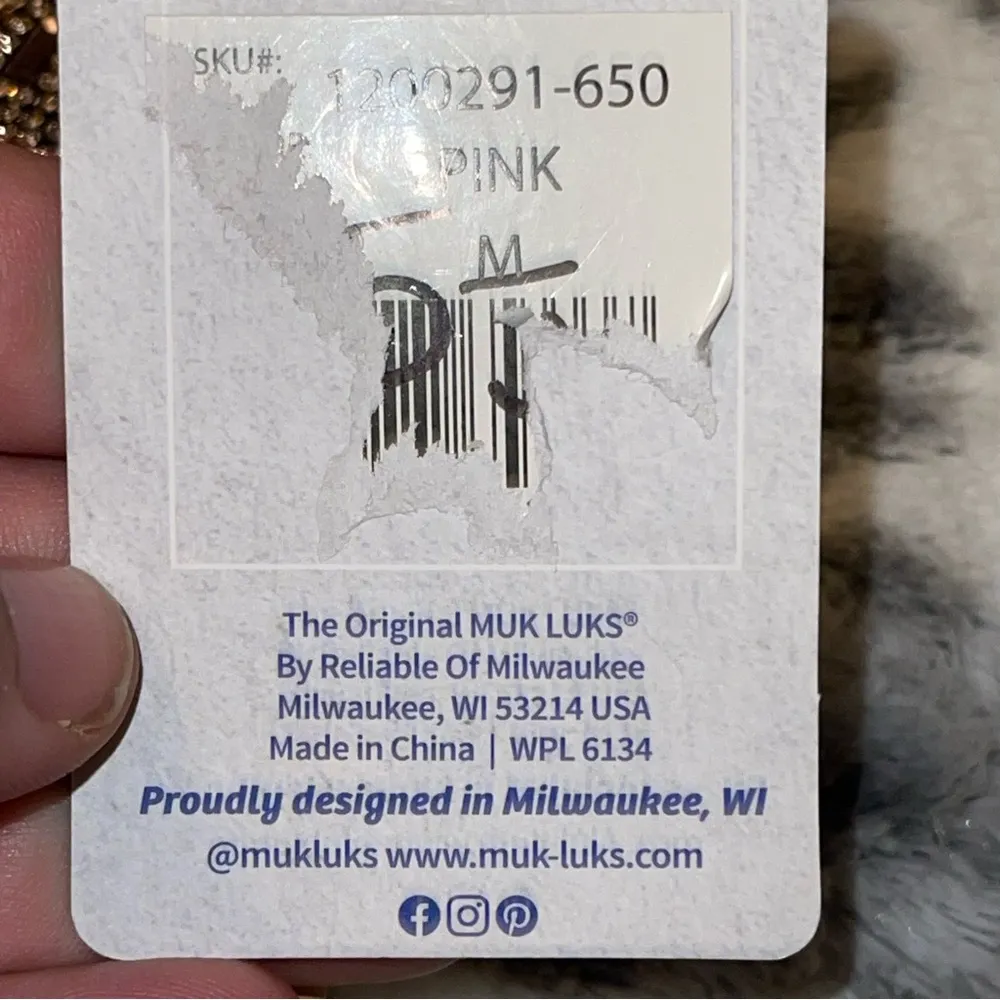 SKU#:
1200291-650
PINK
M
The Original MUK LUKS®
By Reliable Of Milwaukee
Milwaukee, WI 53214 USA
Made in China | WPL 6134
Proudly designed in Milwaukee, WI
@mukluks www.muk-luks.com